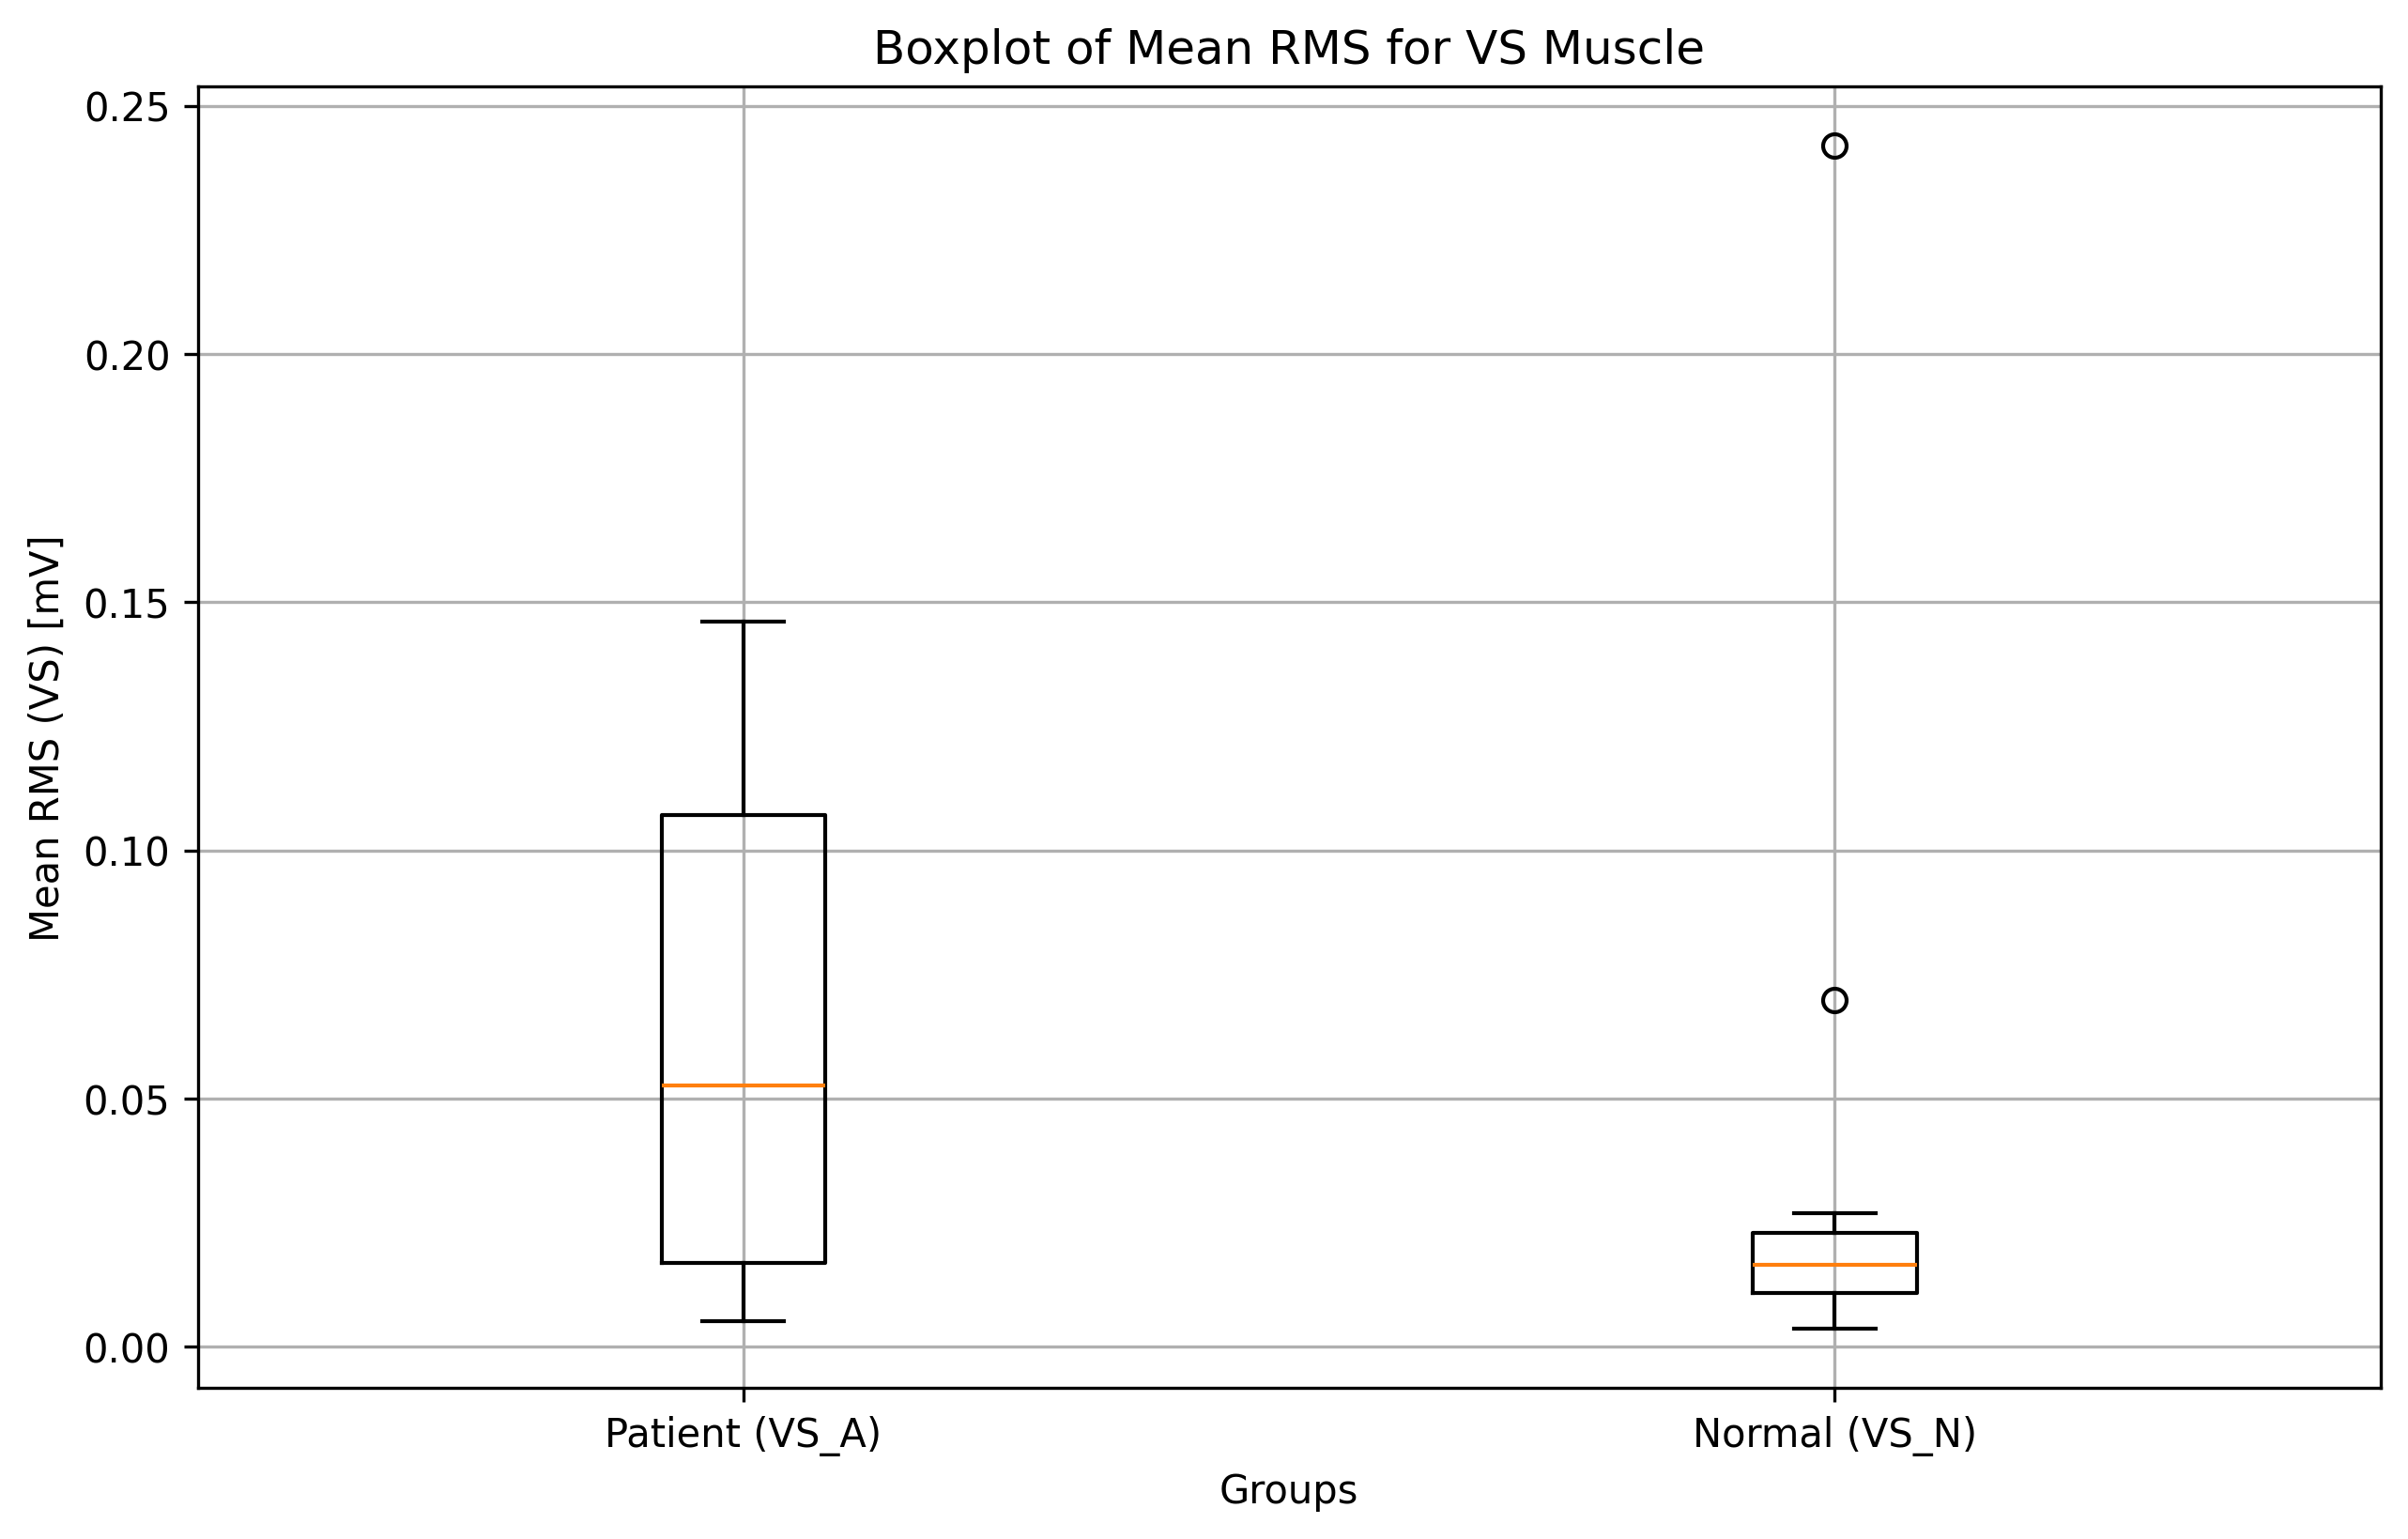 Boxplot of Mean RMS for VS Muscle
Mean RMS (VS) [mV]
0.25
0.20
0.15
0.10
0.05
0.00
Patient (VS_A)
Normal (VS_N)
Groups